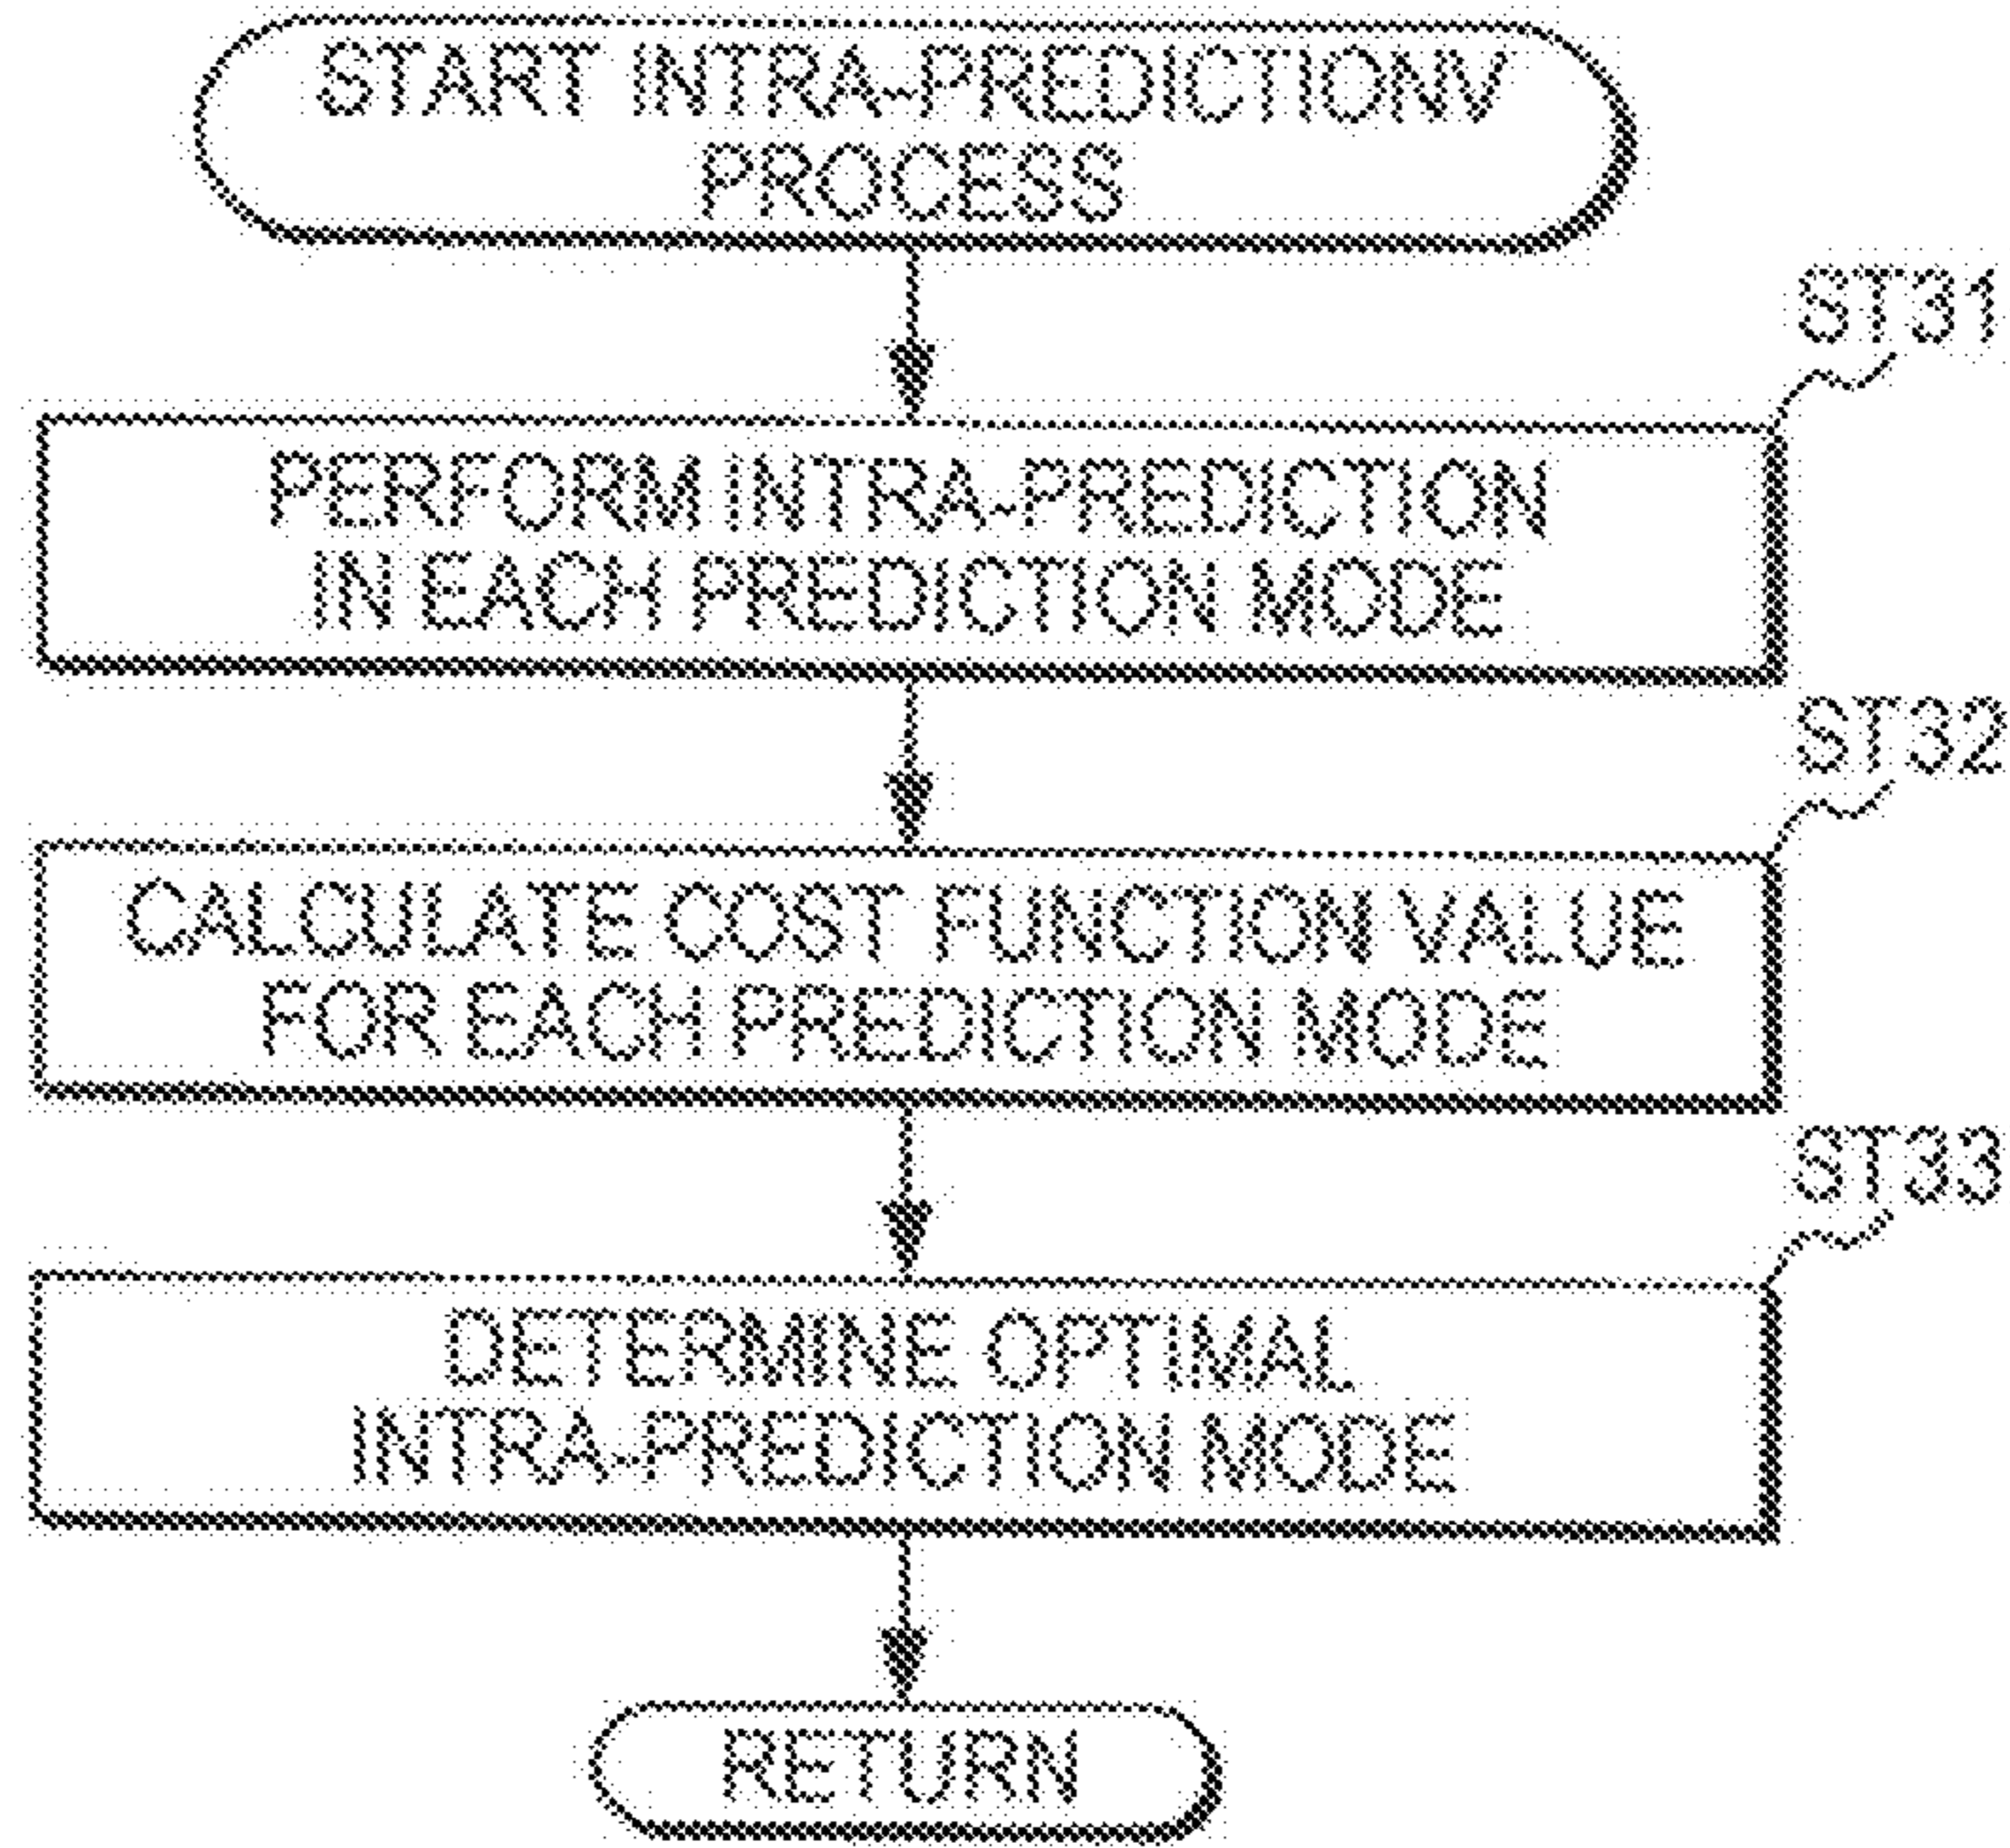 START INTRA-PREDICTIONV
PROCESS
ST31
PERFORM INTRA-PREDICTION
IN EACH PREDICTION MODE
ST32
CALCULATE COST FUNCTION VALUE
FOR EACH PREDICTION MODE
ST33
DETERMINE OPTIMAL
INTRA-PREDICTION MODE
RETURN